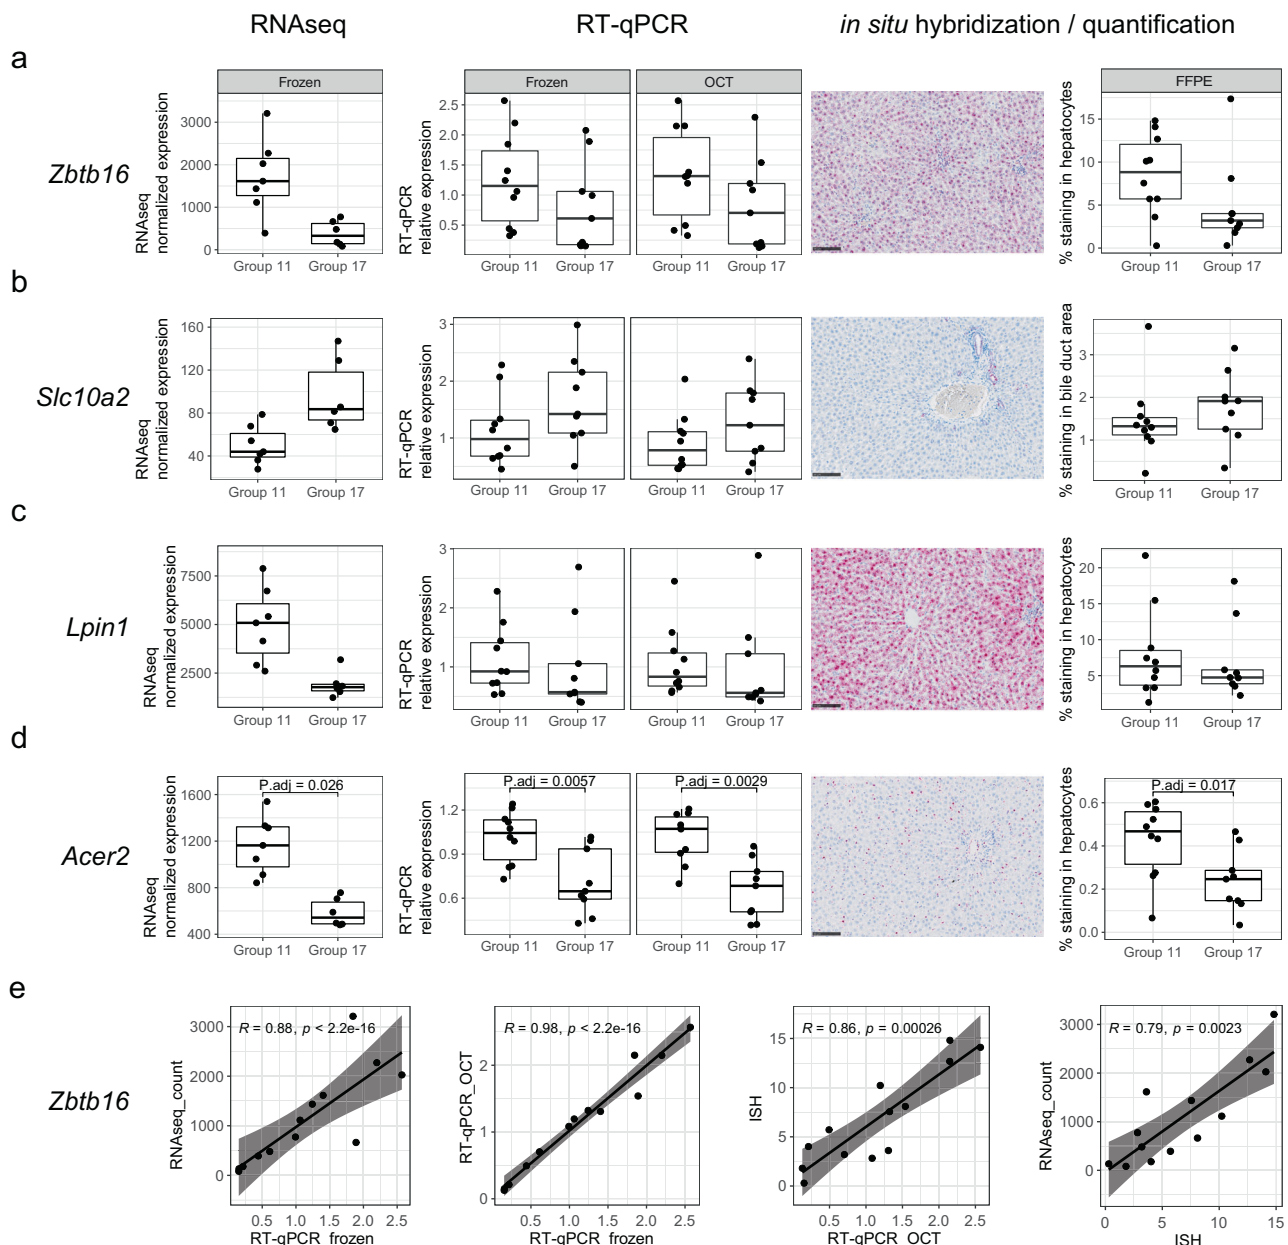 RNAseq RT-qPCR in situ hybridization / quantification
a
Frozen Frozen OCT FFPE
Zbtb16
RNAseq
normalized expression
3000
2000
1000
0
Group 11 Group 17
RT-qPCR
relative expression
2.5
2.0
1.5
1.0
0.5
Group 11 Group 17 Group 11 Group 17
% staining in hepatocytes
15
10
5
0
Group 11 Group 17
b
Slc10a2
RNAseq
normalized expression
160
120
80
40
Group 11 Group 17
RT-qPCR
relative expression
3
2
1
Group 11 Group 17 Group 11 Group 17
% staining in bile duct area
3
2
1
0
Group 11 Group 17
c
Lpin1
RNAseq
normalized expression
7500
5000
2500
Group 11 Group 17
RT-qPCR
relative expression
3
2
1
Group 11 Group 17 Group 11 Group 17
% staining in hepatocytes
20
15
10
5
Group 11 Group 17
d
Acer2
RNAseq
normalized expression
1600
1200
800
400
P.adj = 0.026
Group 11 Group 17
RT-qPCR
relative expression
1.2
0.9
0.6
P.adj = 0.0057 P.adj = 0.0029
Group 11 Group 17 Group 11 Group 17
% staining in hepatocytes
0.6
0.4
0.2
0.0
P.adj = 0.017
Group 11 Group 17
e
Zbtb16
RNAseq_count
3000
2000
1000
0
R = 0.88, p < 2.2e-16
0.5 1.0 1.5 2.0 2.5
RT-qPCR_frozen
RT-qPCR_OCT
2
1
0
R = 0.98, p < 2.2e-16
0.5 1.0 1.5 2.0 2.5
RT-qPCR_frozen
ISH
15
10
5
0
R = 0.86, p = 0.00026
0.5 1.0 1.5 2.0 2.5
RT-qPCR_OCT
RNAseq_count
3000
2000
1000
0
R = 0.79, p = 0.0023
0 5 10 15
ISH